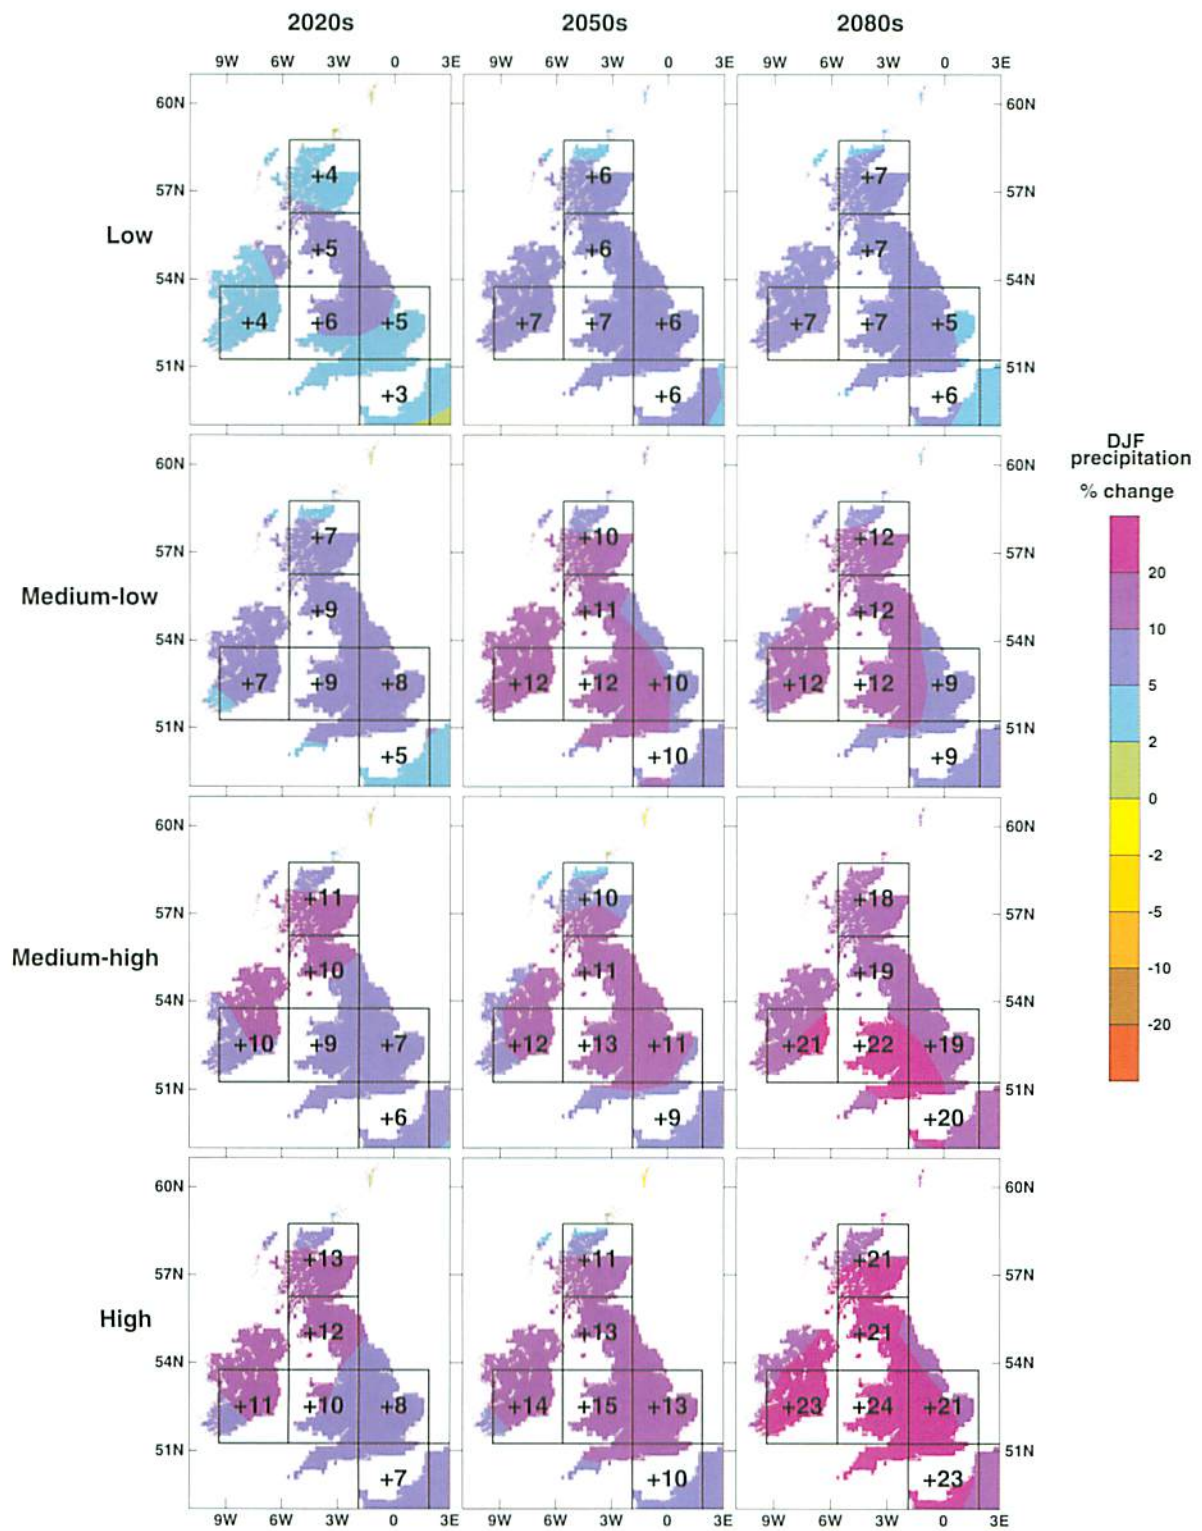 2020s 2050s 2080s
9W 6W 3W 0 3E 9W 6W 3W 0 3E 9W 6W 3W 0 3E
60N 60N
57N 57N
54N 54N
51N 51N
Low
+4 +5 +4 +6 +5 +3
+6 +6 +7 +7 +6 +6
+7 +7 +7 +7 +5 +6
60N 60N
57N 57N
54N 54N
51N 51N
Medium-low
+7 +9 +7 +9 +8 +5
+10 +11 +12 +12 +10 +10
+12 +12 +12 +12 +9 +9
60N 60N
57N 57N
54N 54N
51N 51N
Medium-high
+11 +10 +10 +9 +7 +6
+10 +11 +12 +13 +11 +9
+18 +19 +21 +22 +19 +20
60N 60N
57N 57N
54N 54N
51N 51N
High
+13 +12 +11 +10 +8 +7
+11 +13 +14 +15 +13 +10
+21 +21 +23 +24 +21 +23
9W 6W 3W 0 3E 9W 6W 3W 0 3E 9W 6W 3W 0 3E
DJF
precipitation
% change
20
10
5
2
0
-2
-5
-10
-20